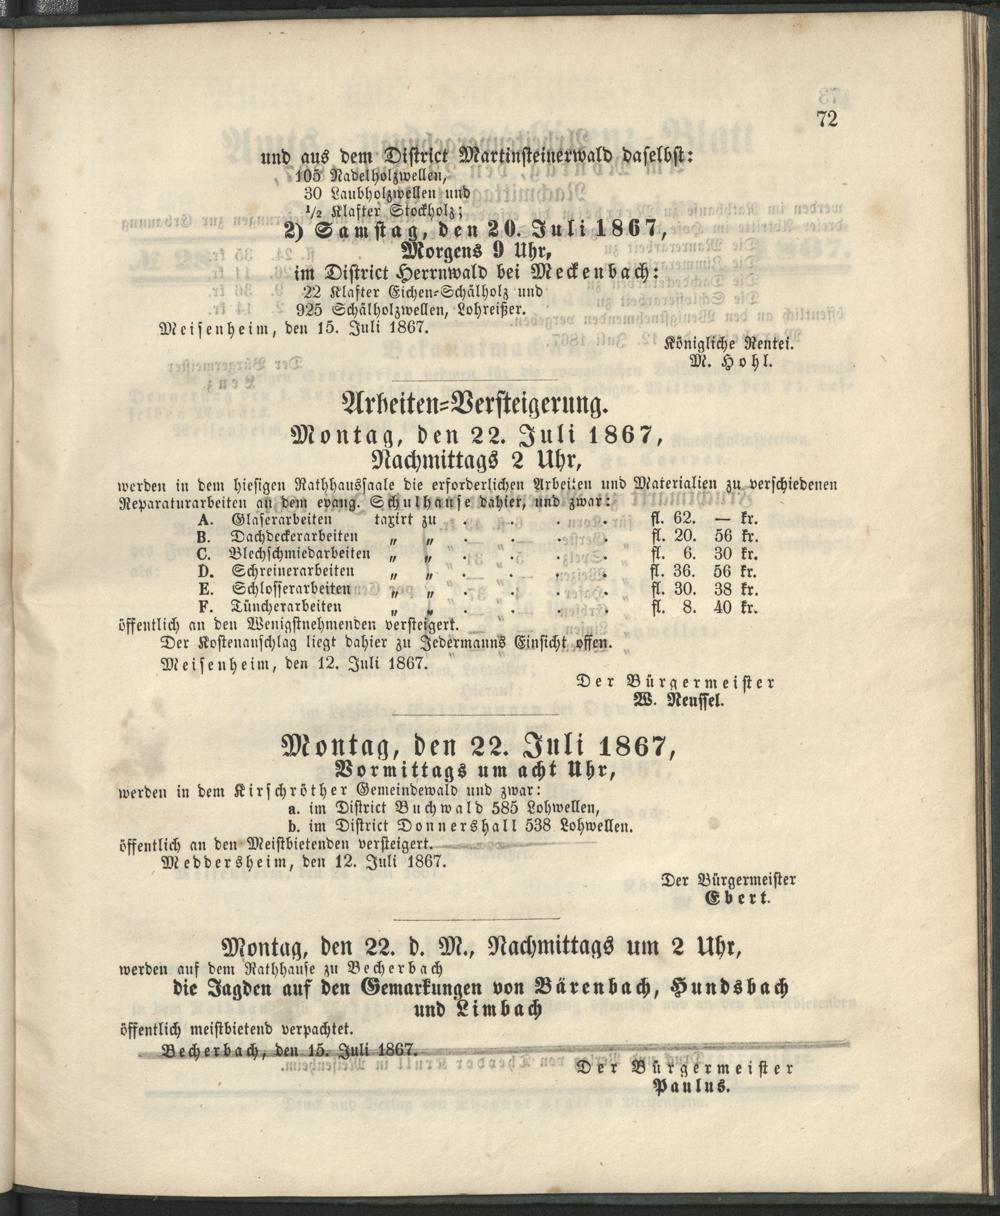 72
und aus dem District Martinsteinerwald daselbst:
105 Nadelholzwellen,
30 Laubholzwellen und
1/2 Klafter Stockholz;
2) Samstag, den 20. Juli 1867,
Morgens 9 Uhr,
im District Herrnwald bei Meckenbach:
22 Klafter Eichen-Schälholz und
925 Schälholzwellen, Lohreißer.
Meisenheim, den 15. Juli 1867.
Königliche Rentei.
M. Hohl.
Arbeiten-Versteigerung.
Montag, den 22. Juli 1867,
Nachmittags 2 Uhr,
werden in dem hiesigen Rathhaussaale die erforderlichen Arbeiten und Materialien zu verschiedenen
Reparaturarbeiten an dem evang. Schulhause dahier, und zwar:
A. Glaserarbeiten taxirt zu . . . . fl. 62. — kr.
B. Dachdeckerarbeiten „ „ . . . . fl. 20. 56 kr.
C. Blechschmiedarbeiten „ „ . . . . fl. 6. 30 kr.
D. Schreinerarbeiten „ „ . . . . fl. 36. 56 kr.
E. Schlosserarbeiten „ „ . . . . fl. 30. 38 kr.
F. Tüncherarbeiten „ „ . . . . fl. 8. 40 kr.
öffentlich an den Wenigstnehmenden versteigert.
Der Kostenanschlag liegt dahier zu Jedermanns Einsicht offen.
Meisenheim, den 12. Juli 1867.
Der Bürgermeister
W. Reussel.
Montag, den 22. Juli 1867,
Vormittags um acht Uhr,
werden in dem Kirschröther Gemeindewald und zwar:
a. im District Buchwald 585 Lohwellen,
b. im District Donnershall 538 Lohwellen.
öffentlich an den Meistbietenden versteigert.
Meddersheim, den 12. Juli 1867.
Der Bürgermeister
Ebert.
Montag, den 22. d. M., Nachmittags um 2 Uhr,
werden auf dem Rathhause zu Becherbach
die Jagden auf den Gemarkungen von Bärenbach, Hundsbach
und Limbach
öffentlich meistbietend verpachtet.
Becherbach, den 15. Juli 1867.
Der Bürgermeister
Paulus.